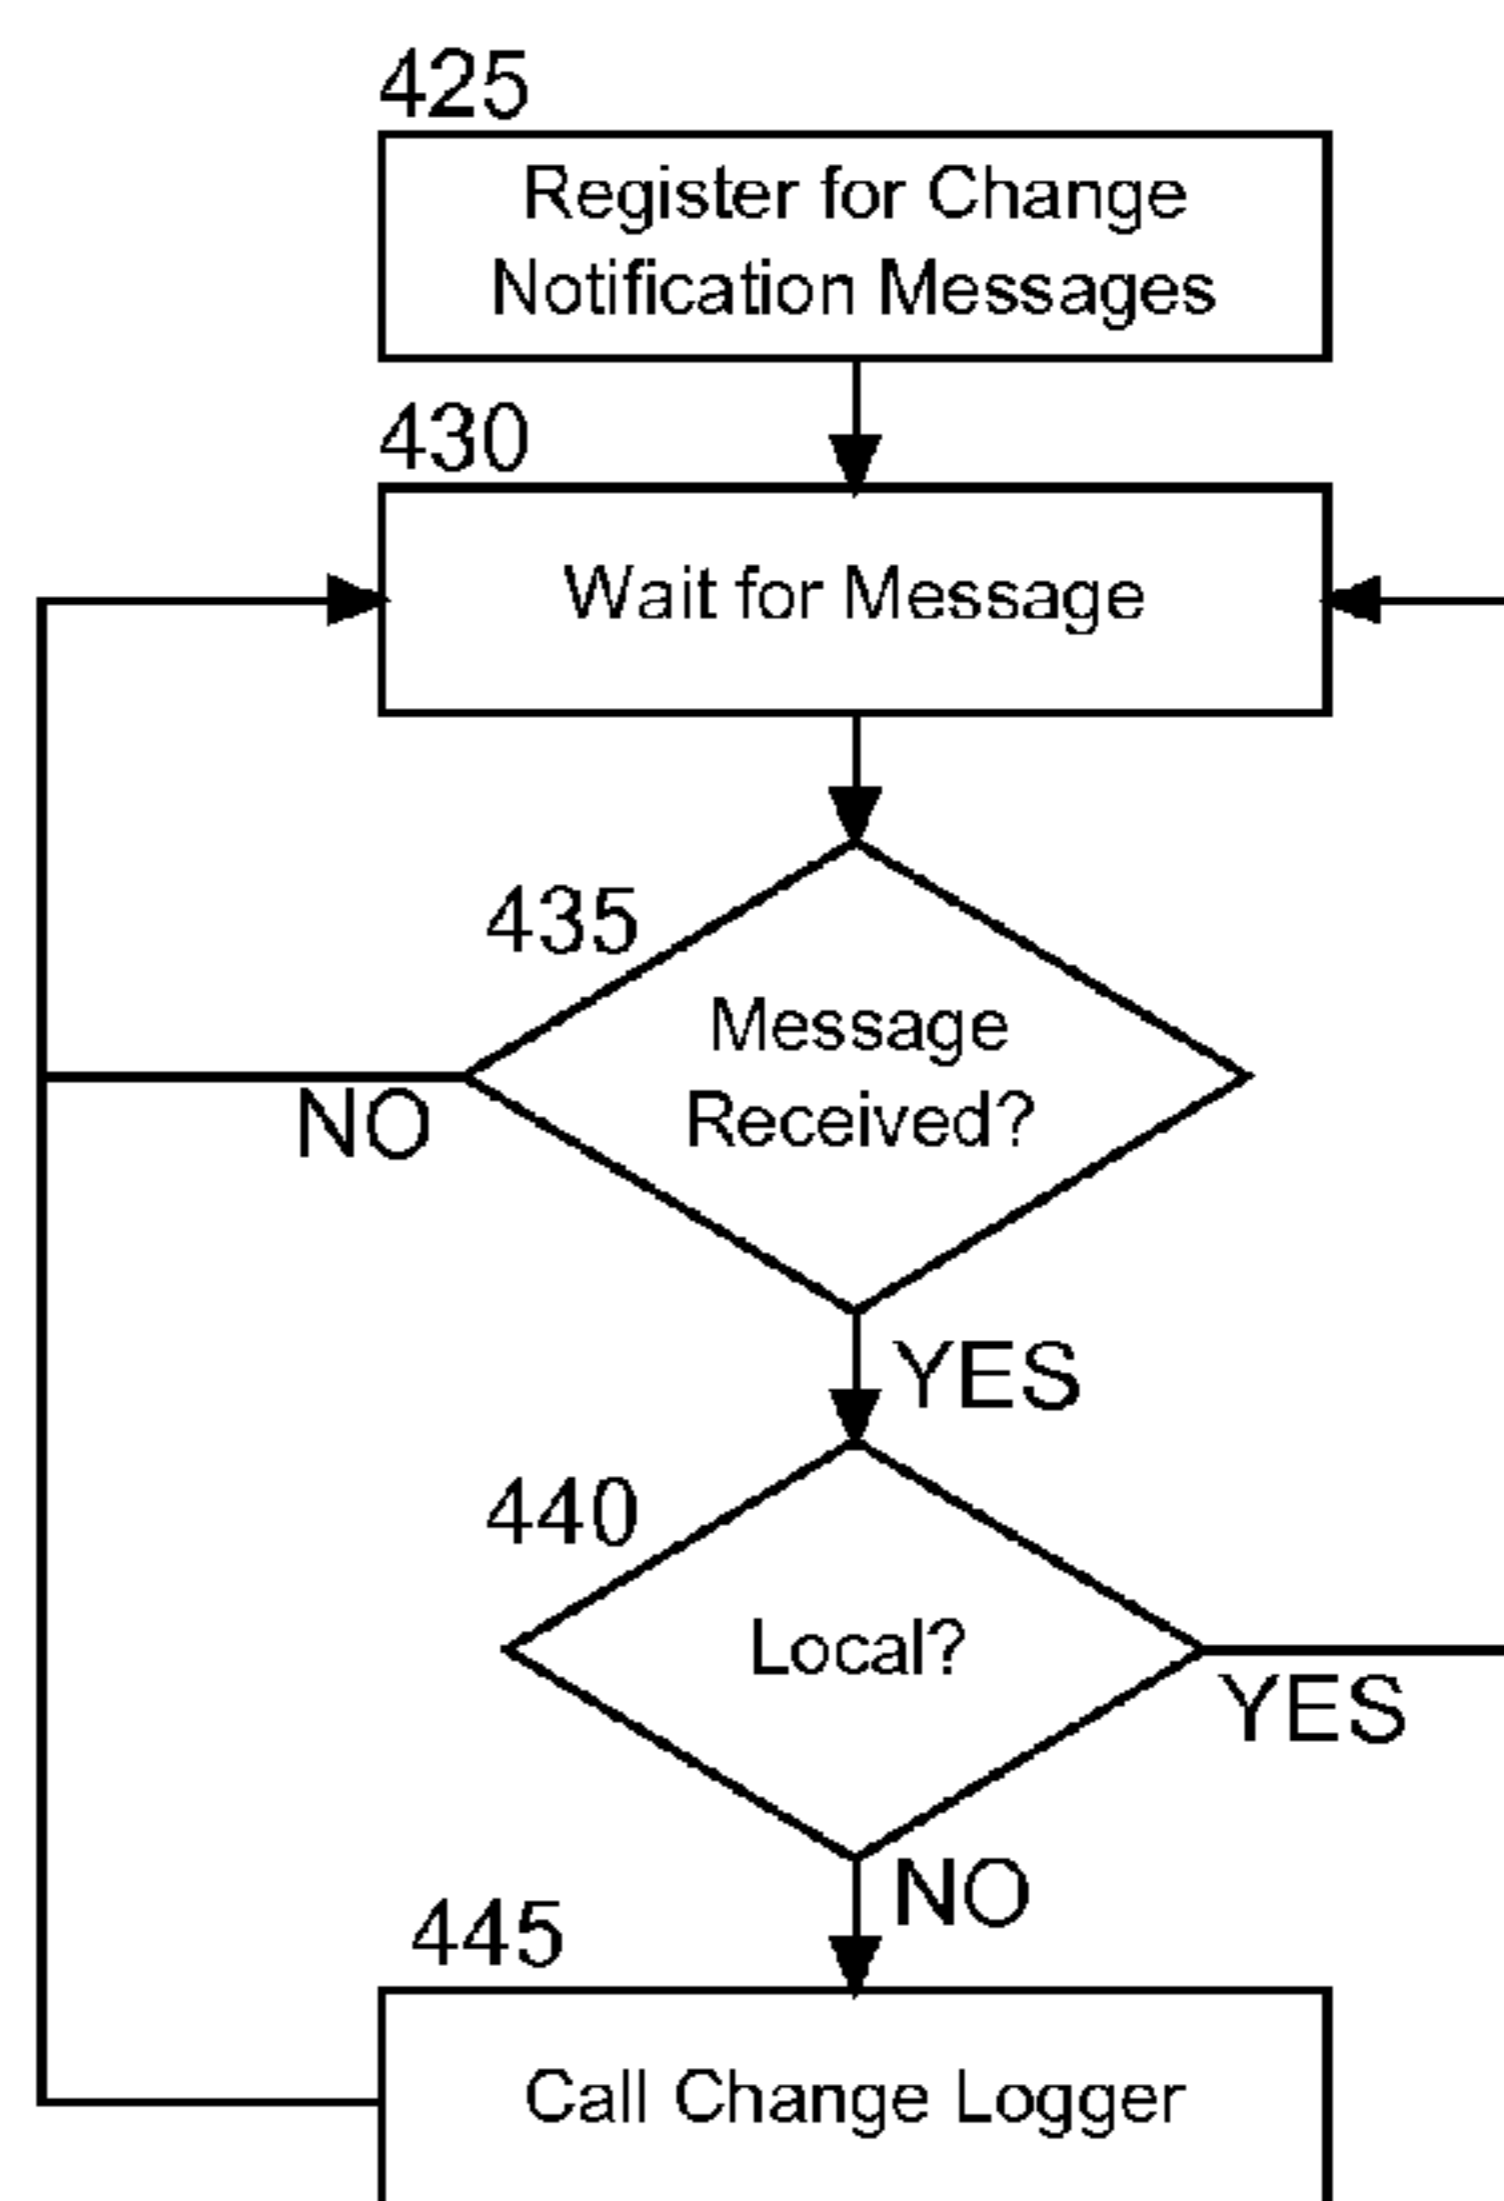 425
Register for Change
Notification Messages
430
Wait for Message
435
Message
Received?
NO
YES
440
Local?
YES
NO
445
Call Change Logger